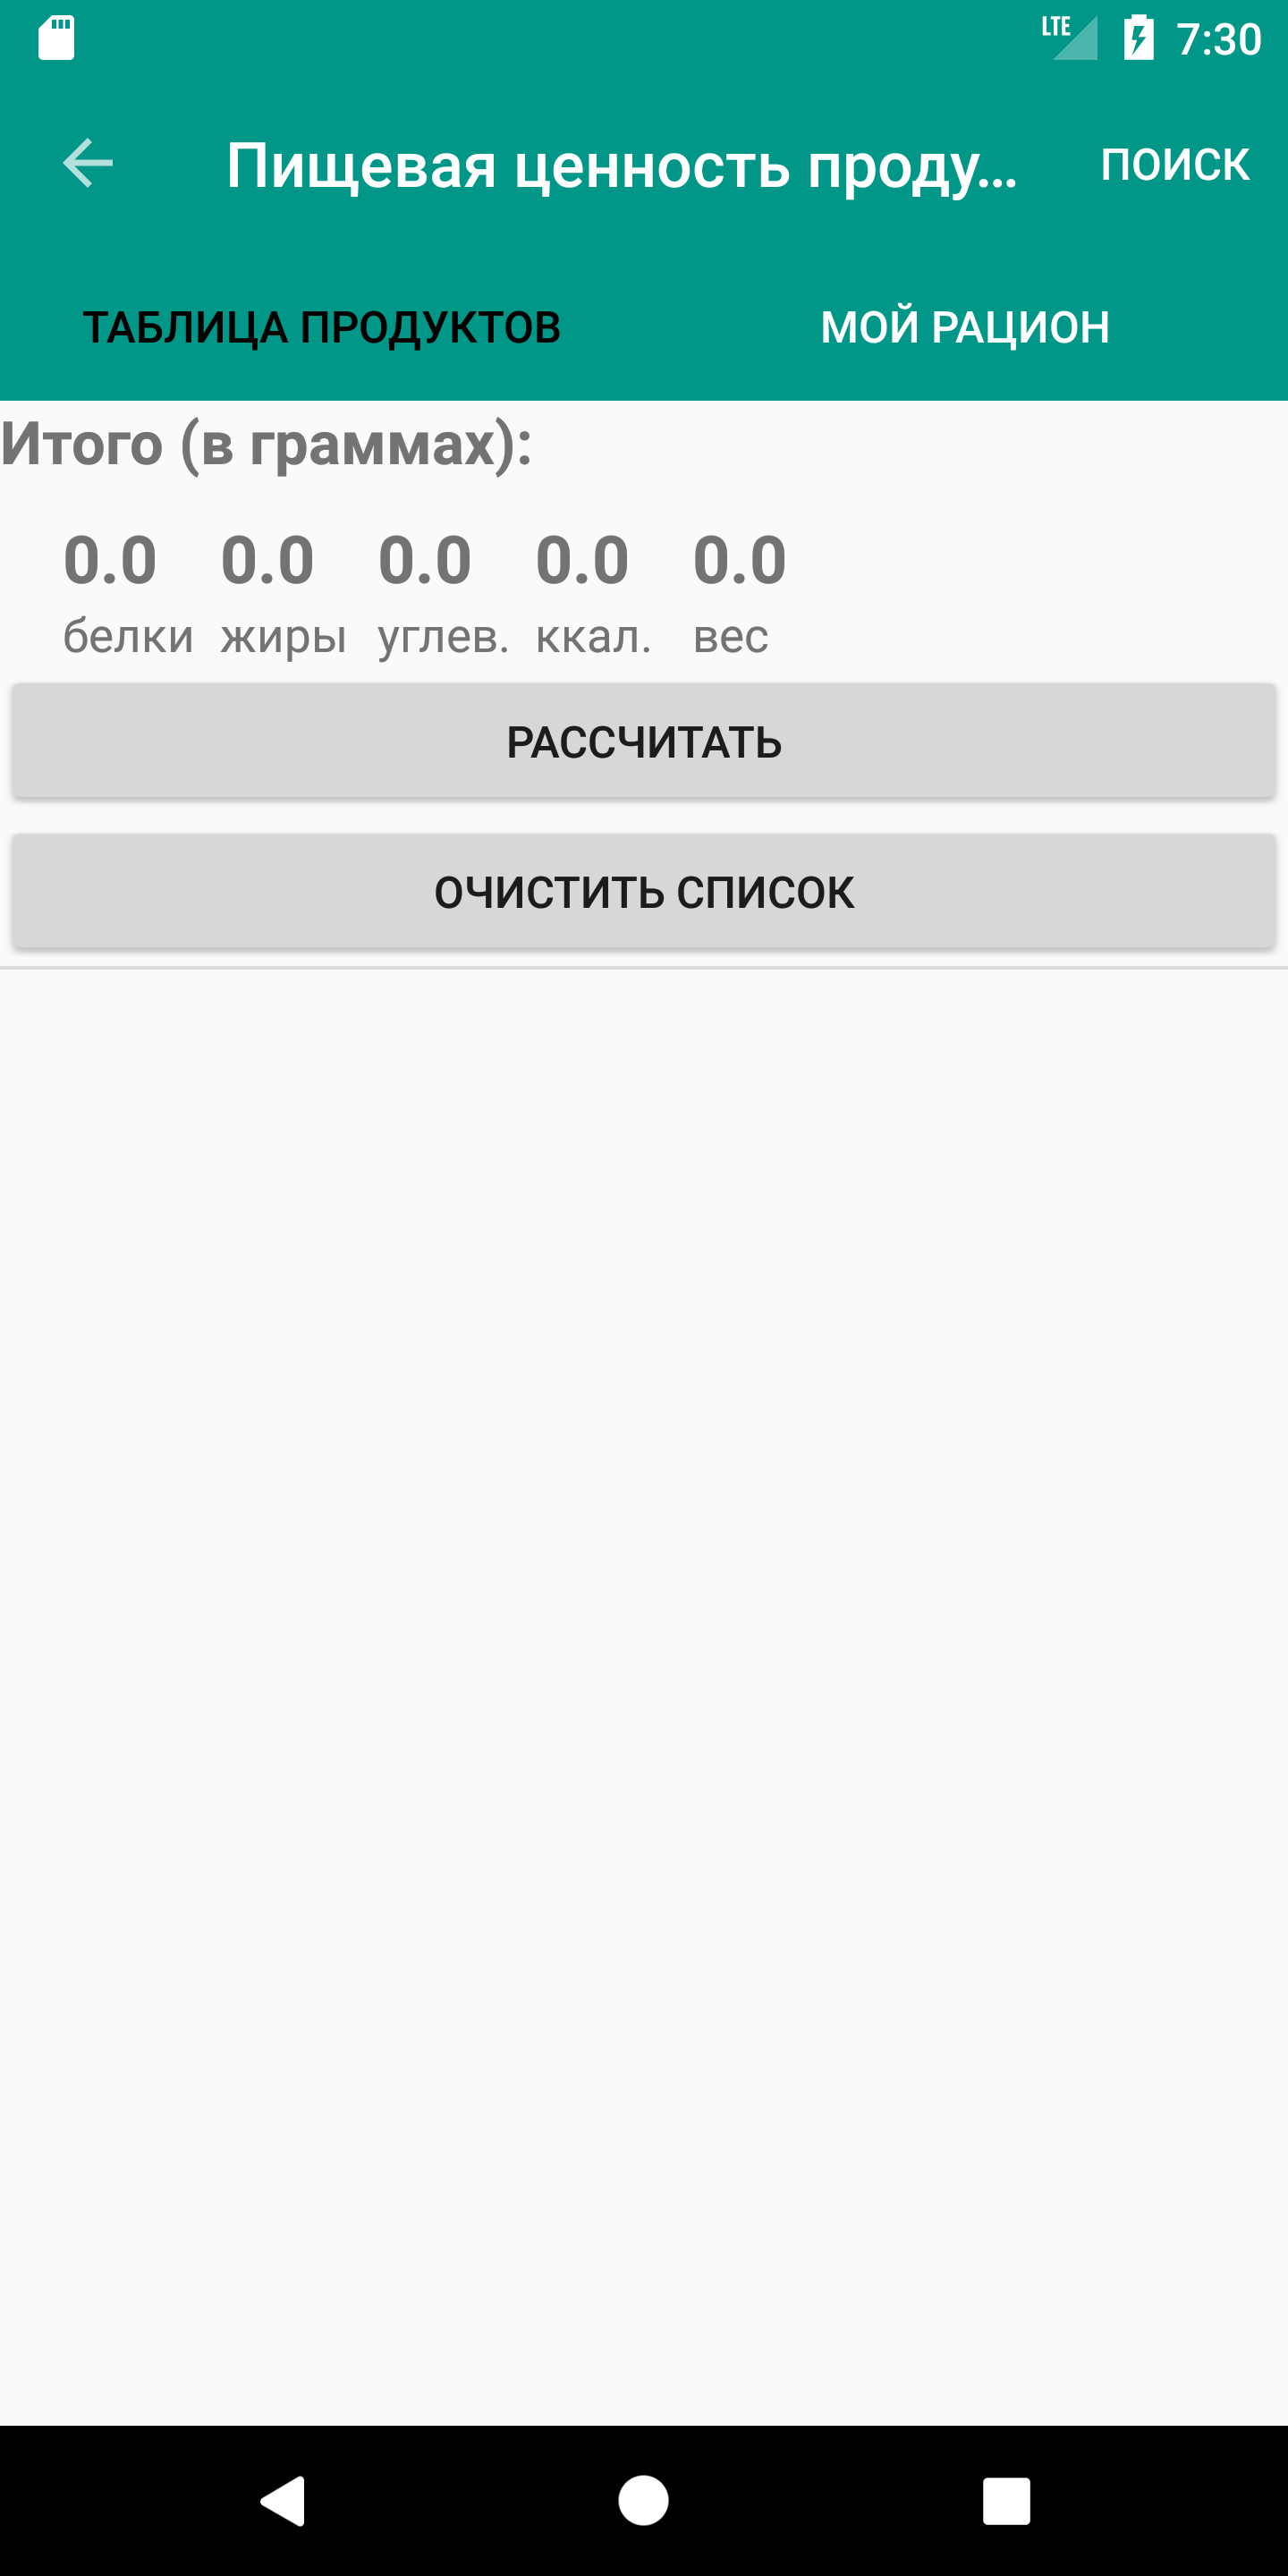 LTE 7:30
Пищевая ценность проду... ПОИСК
ТАБЛИЦА ПРОДУКТОВ МОЙ РАЦИОН
Итого (в граммах):
0.0 0.0 0.0 0.0 0.0
белки жиры углев. ккал. вес
РАССЧИТАТЬ
ОЧИСТИТЬ СПИСОК